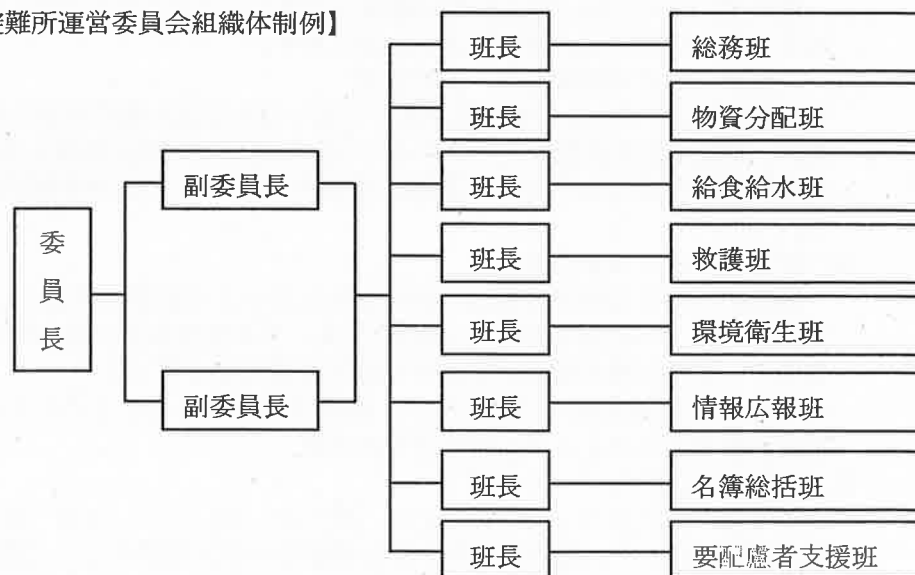 難所運営委員会組織体制例】
班長 総務班
班長 物資分配班
副委員長
班長 給食給水班
委員長
班長 救護班
班長 環境衛生班
副委員長
班長 情報広報班
班長 名簿総括班
班長 要配慮者支援班